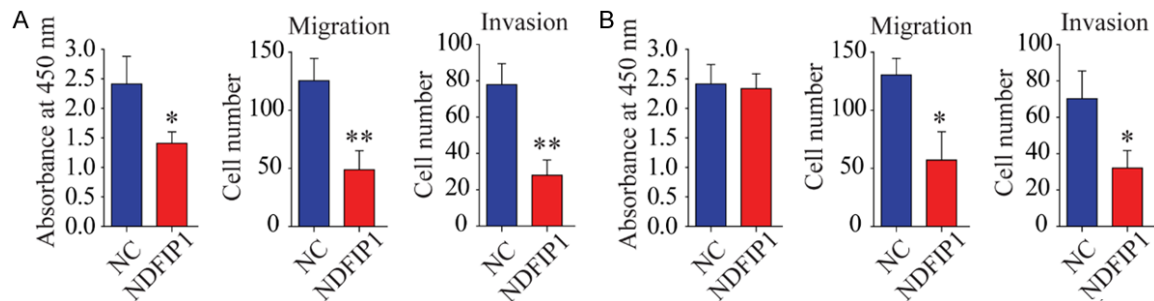 A
Absorbance at 450 nm
3.0
2.5
2.0
1.5
1.0
0.5
0.0
*
NC
NDFIP1
Migration
Cell number
150
100
50
0
**
NC
NDFIP1
Invasion
Cell number
100
80
60
40
20
0
**
NC
NDFIP1
B
Absorbance at 450 nm
3.0
2.5
2.0
1.5
1.0
0.5
0.0
NC
NDFIP1
Migration
Cell number
150
100
50
0
*
NC
NDFIP1
Invasion
Cell number
100
80
60
40
20
0
*
NC
NDFIP1